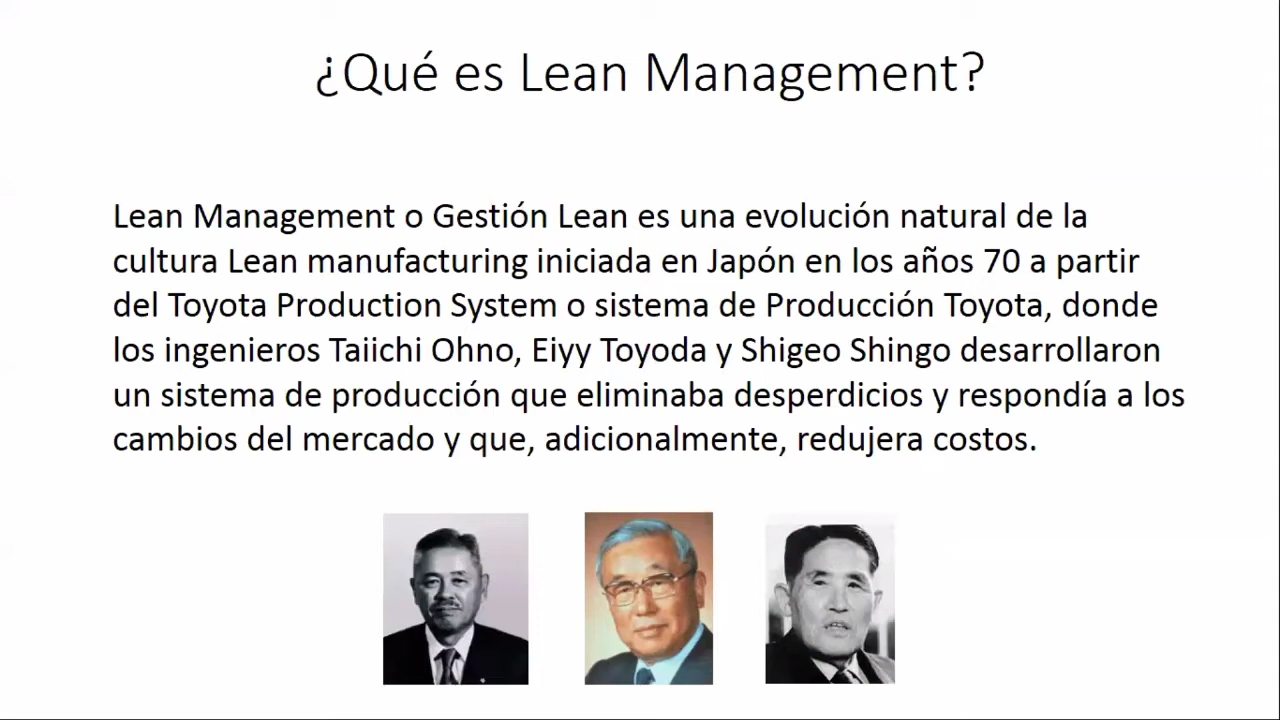 ¿Qué es Lean Management?
Lean Management o Gestión Lean es una evolución natural de la
cultura Lean manufacturing iniciada en Japón en los años 70 a partir
del Toyota Production System o sistema de Producción Toyota, donde
los ingenieros Taiichi Ohno, Eiyy Toyoda y Shigeo Shingo desarrollaron
un sistema de producción que eliminaba desperdicios y respondía a los
cambios del mercado y que, adicionalmente, redujera costos.